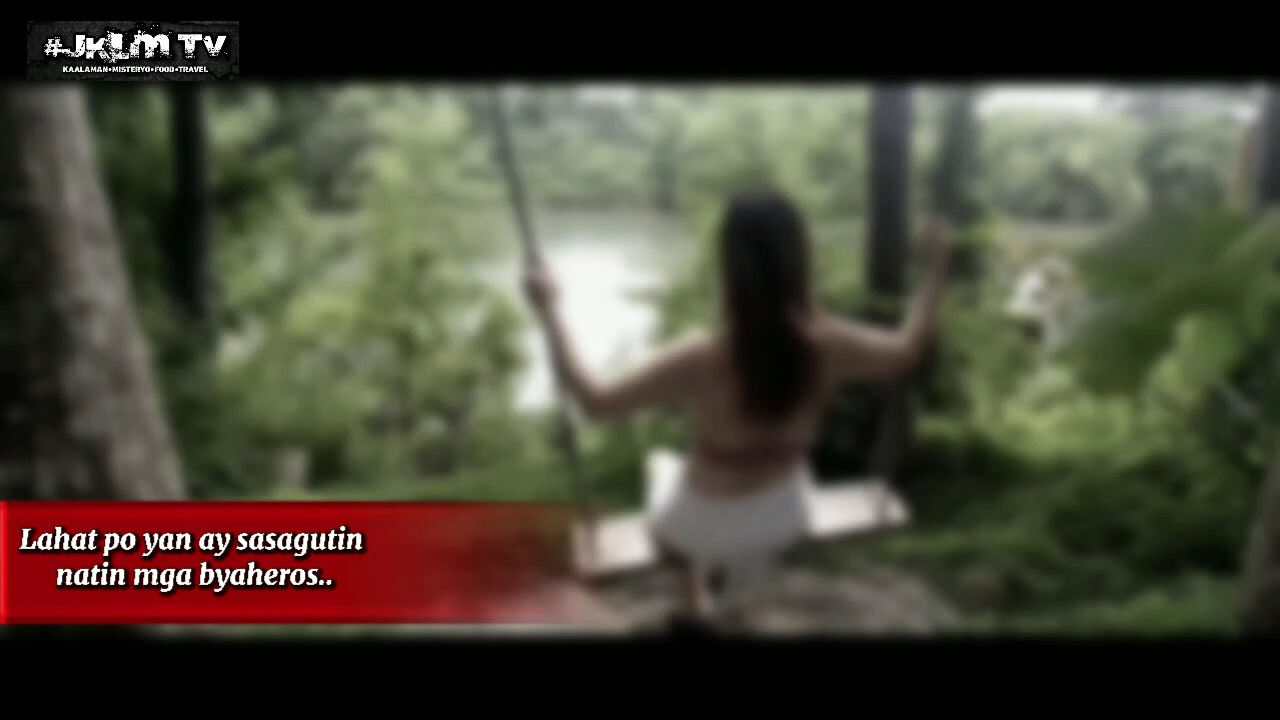 #JKLM TV
KAALAMAN•MISTERYO•FOOD•TRAVEL
Lahat po yan ay sasagutin
natin mga byaheros..